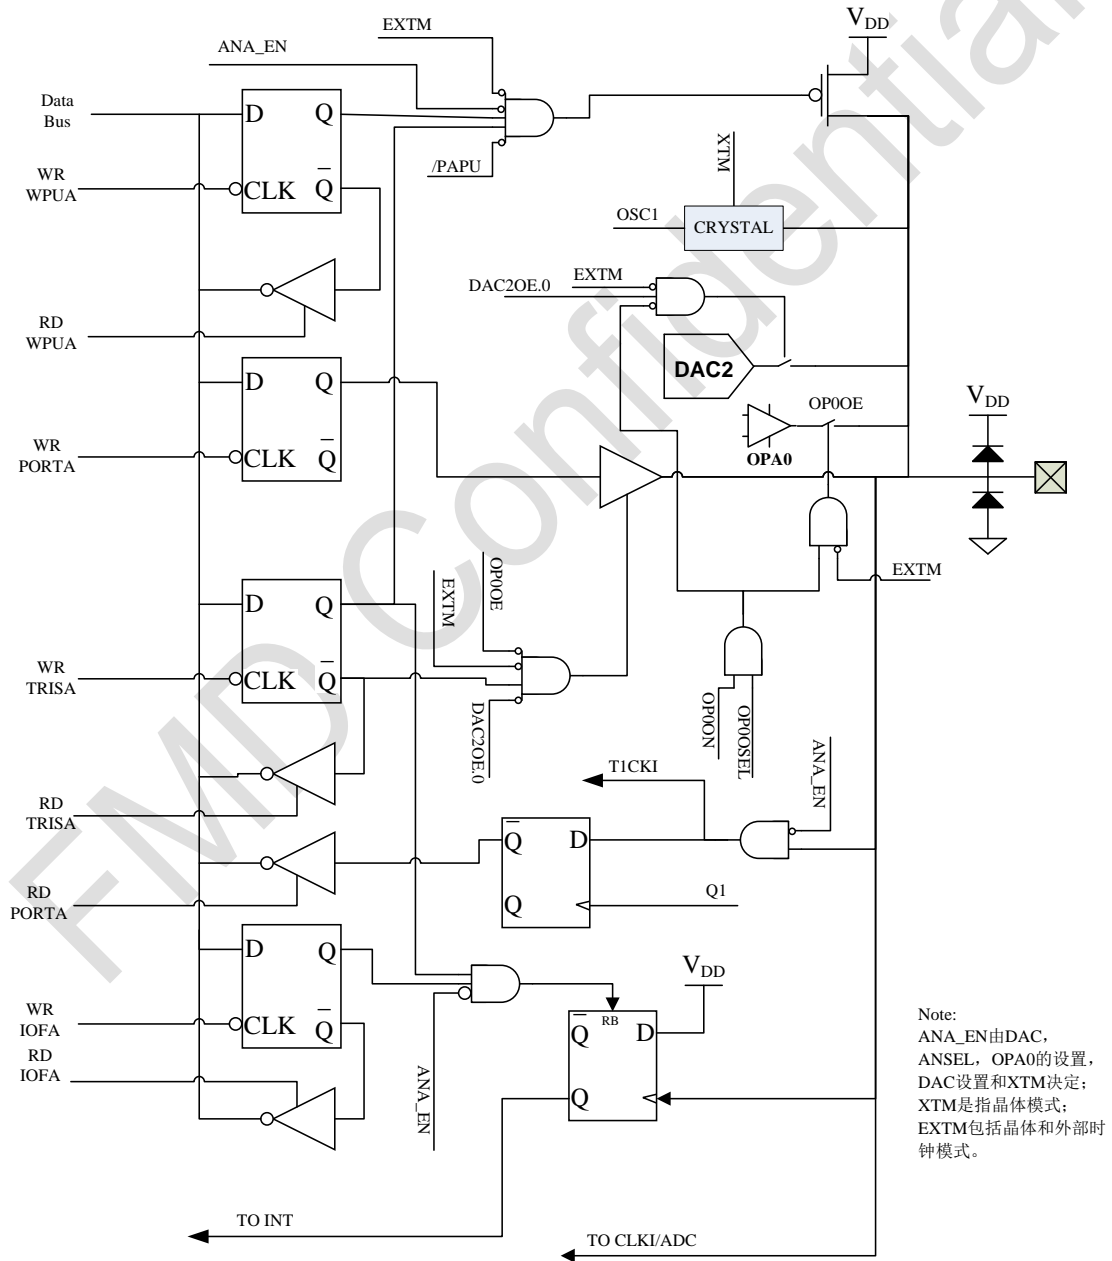 EXTM
ANA_EN
VDD
Data
Bus
D
Q
WR
WPUA
CLK
Q
/PAPU
XTM
OSC1
CRYSTAL
EXTM
DAC2OE.0
RD
WPUA
D
Q
DAC2
OP0OE
VDD
WR
PORTA
CLK
Q
OPA0
EXTM
OP0OE
EXTM
D
Q
WR
TRISA
CLK
Q
DAC2OE.0
OP0ON
OP0OSEL
ANA_EN
T1CKI
RD
TRISA
Q
D
RD
PORTA
Q
Q1
D
Q
VDD
WR
IOFA
CLK
Q
RD
IOFA
Q
RB
D
Q
ANA_EN
Note:
ANA_EN由DAC,
ANSEL，OPA0的设置，
DAC设置和XTM决定；
XTM是指晶体模式；
EXTM包括晶体和外部时
钟模式。
TO INT
TO CLKI/ADC
FMD Confidential